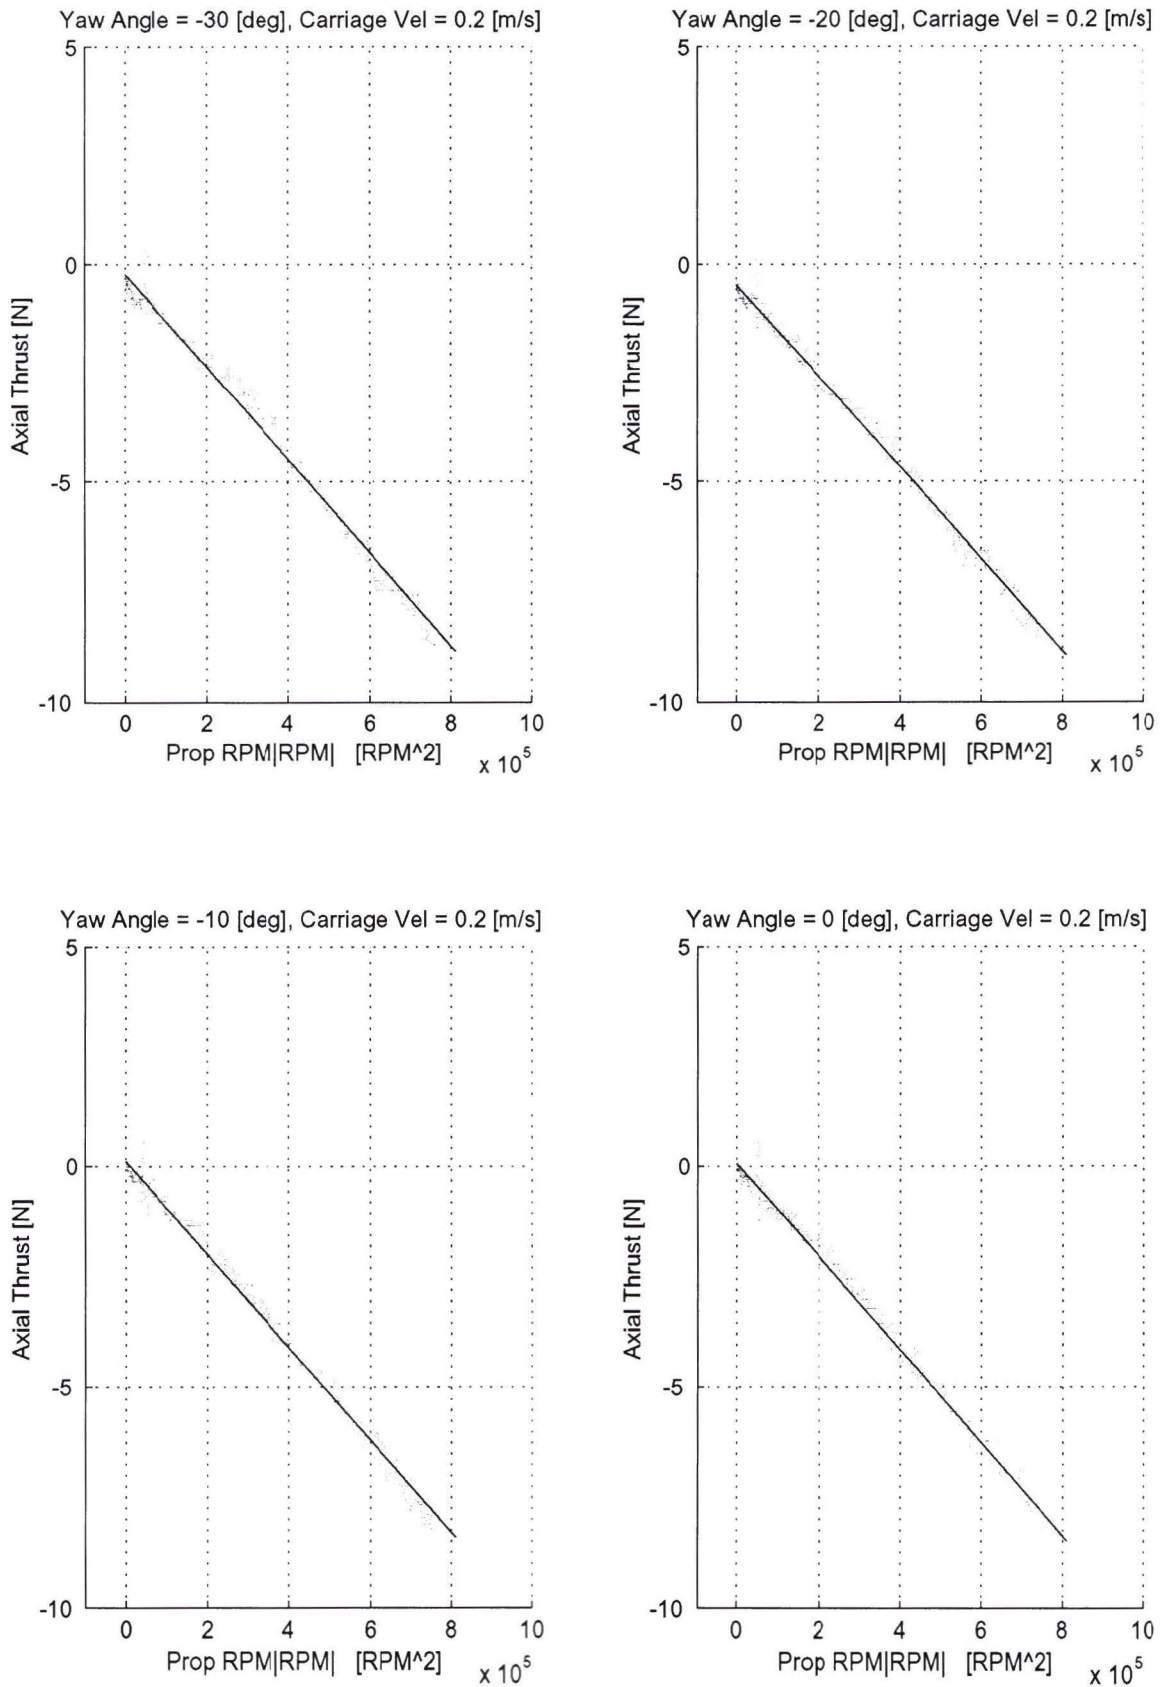 Yaw Angle = -30 [deg], Carriage Vel = 0.2 [m/s]
5
0
-5
-10
Axial Thrust [N]
0 2 4 6 8 10
Prop RPM|RPM| [RPM^2]
x 10^5
Yaw Angle = -20 [deg], Carriage Vel = 0.2 [m/s]
5
0
-5
-10
Axial Thrust [N]
0 2 4 6 8 10
Prop RPM|RPM| [RPM^2]
x 10^5
Yaw Angle = -10 [deg], Carriage Vel = 0.2 [m/s]
5
0
-5
-10
Axial Thrust [N]
0 2 4 6 8 10
Prop RPM|RPM| [RPM^2]
x 10^5
Yaw Angle = 0 [deg], Carriage Vel = 0.2 [m/s]
5
0
-5
-10
Axial Thrust [N]
0 2 4 6 8 10
Prop RPM|RPM| [RPM^2]
x 10^5